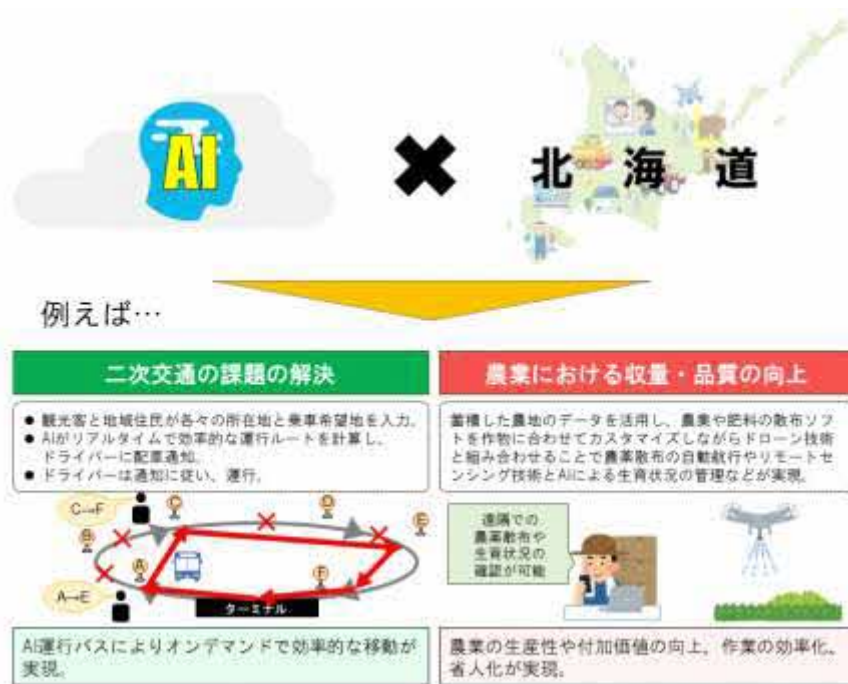 AI
北海道
例えば…
二次交通の課題の解決
● 観光客と地域住民が各々の所在地と乗車希望地を入力。
● AIがリアルタイムで効率的な運行ルートを計算し、
ドライバーに配車通知。
● ドライバーは通知に従い、運行。
C→F
C
D
E
B
A
F
A→E
ターミナル
AI運行バスによりオンデマンドで効率的な移動が
実現。
農業における収量・品質の向上
蓄積した農地のデータを活用し、農薬や肥料の散布ソフ
トを作物に合わせてカスタマイズしながらドローン技術
と組み合わせることで農薬散布の自動航行やリモートセ
ンシング技術とAIによる生育状況の管理などが実現。
遠隔での
農薬散布や
生育状況の
確認が可能
農業の生産性や付加価値の向上、作業の効率化、
省人化が実現。